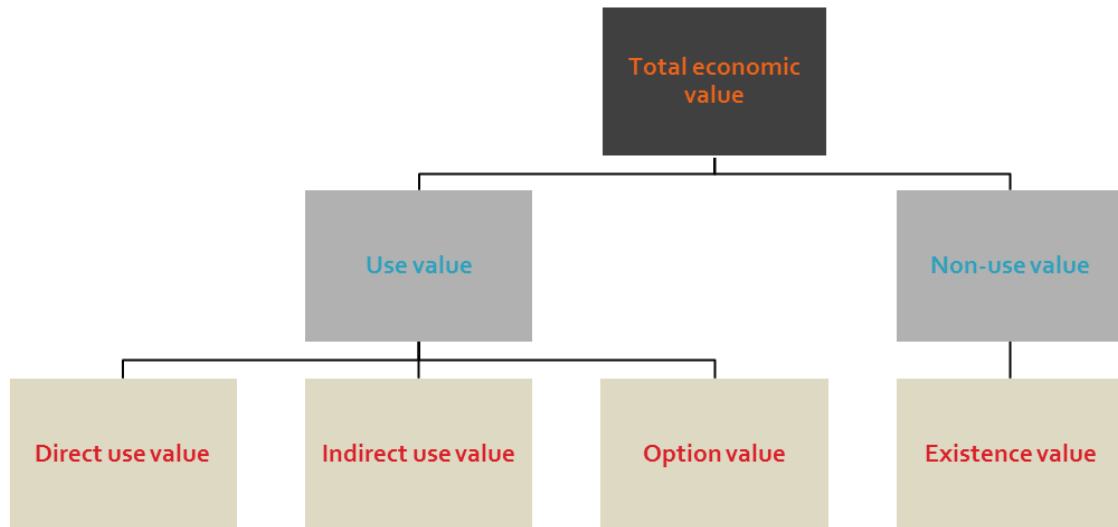 Total economic
value
Use value
Non-use value
Direct use value
Indirect use value
Option value
Existence value